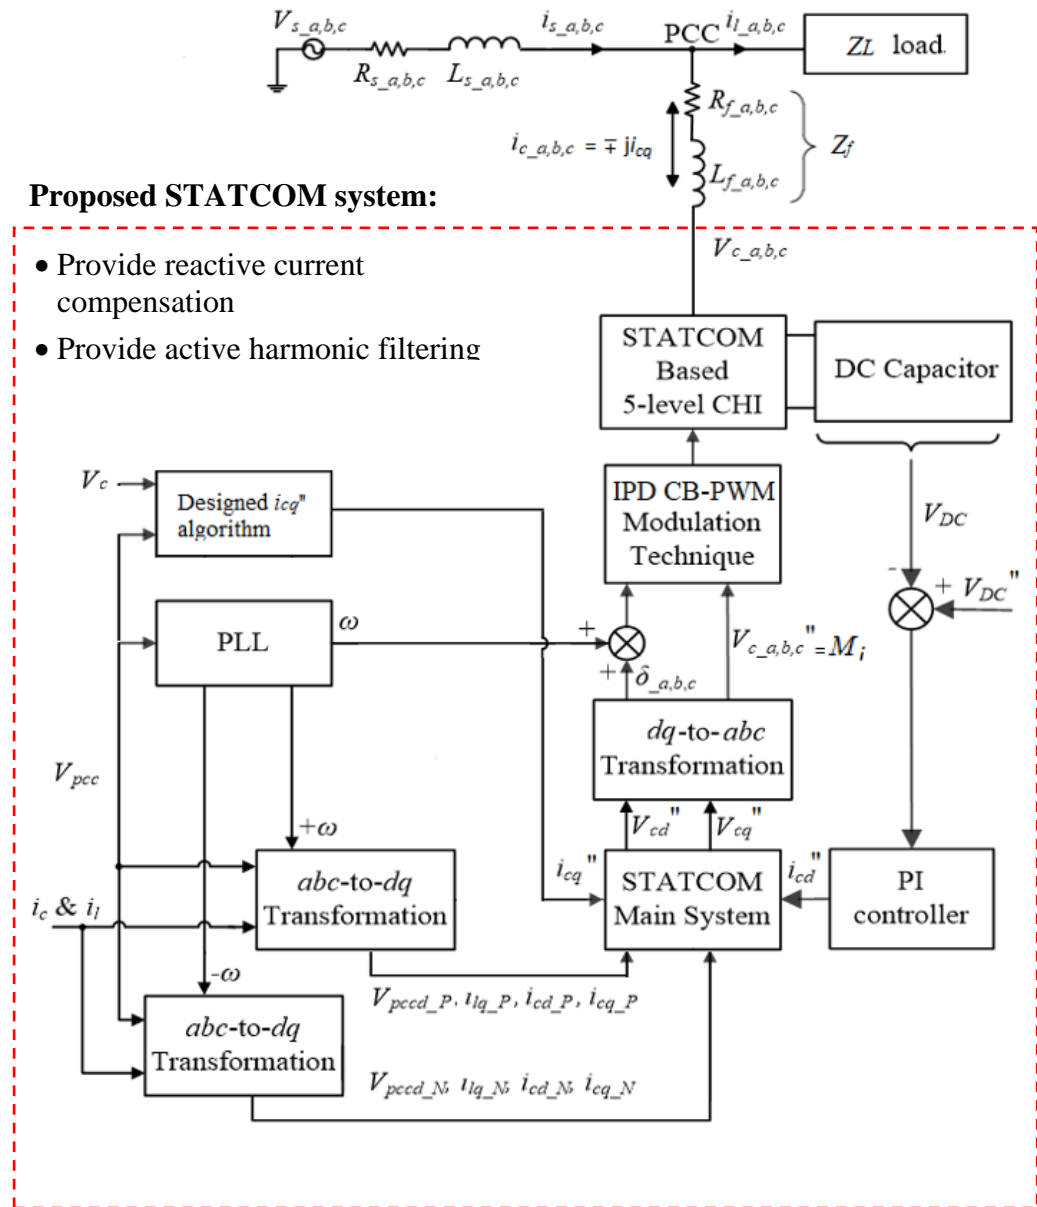 V_s_a,b,c
R_s_a,b,c
L_s_a,b,c
i_s_a,b,c
PCC
i_l_a,b,c
ZL load.
R_f_a,b,c
i_c_a,b,c = ∓ ji_cq
L_f_a,b,c
Z_f
V_c_a,b,c
Proposed STATCOM system:
• Provide reactive current
compensation
• Provide active harmonic filtering
STATCOM
Based
5-level CHI
DC Capacitor
V_c
Designed icq"
algorithm
IPD CB-PWM
Modulation
Technique
V_DC
-
+ V_DC"
PLL
ω
+
+
δ_a,b,c
V_c_a,b,c" = M_i
dq-to-abc
Transformation
V_pcc
+ω
V_cd"
V_cq"
abc-to-dq
Transformation
i_c & i_l
i_cq"
STATCOM
Main System
i_cd"
PI
controller
-ω
V_pccd_P, ı_lq_P, i_cd_P, i_cq_P
abc-to-dq
Transformation
V_pccd_N, ı_lq_N, i_cd_N, i_cq_N